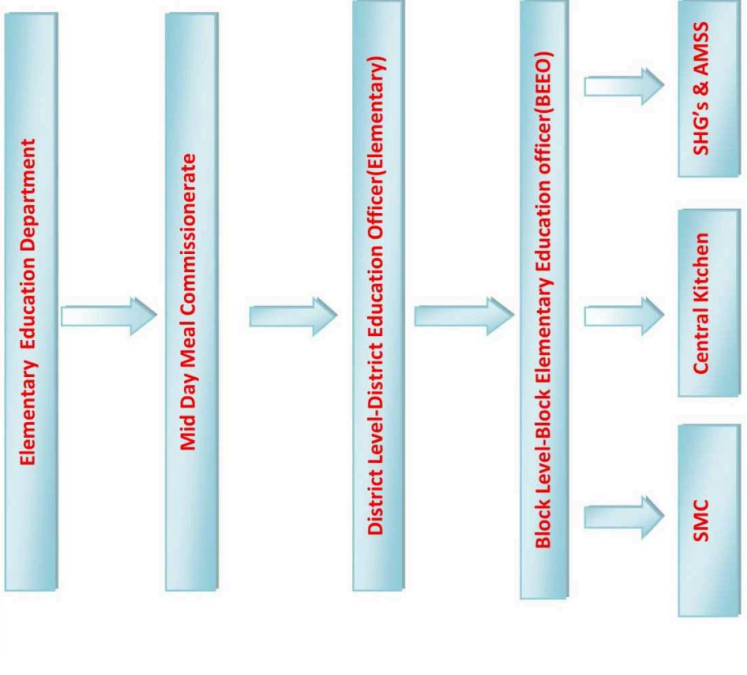 Elementary Education Department
Mid Day Meal Commissionerate
District Level-District Education Officer(Elementary)
Block Level-Block Elementary Education officer(BEEO)
SHG's & AMSS
Central Kitchen
SMC